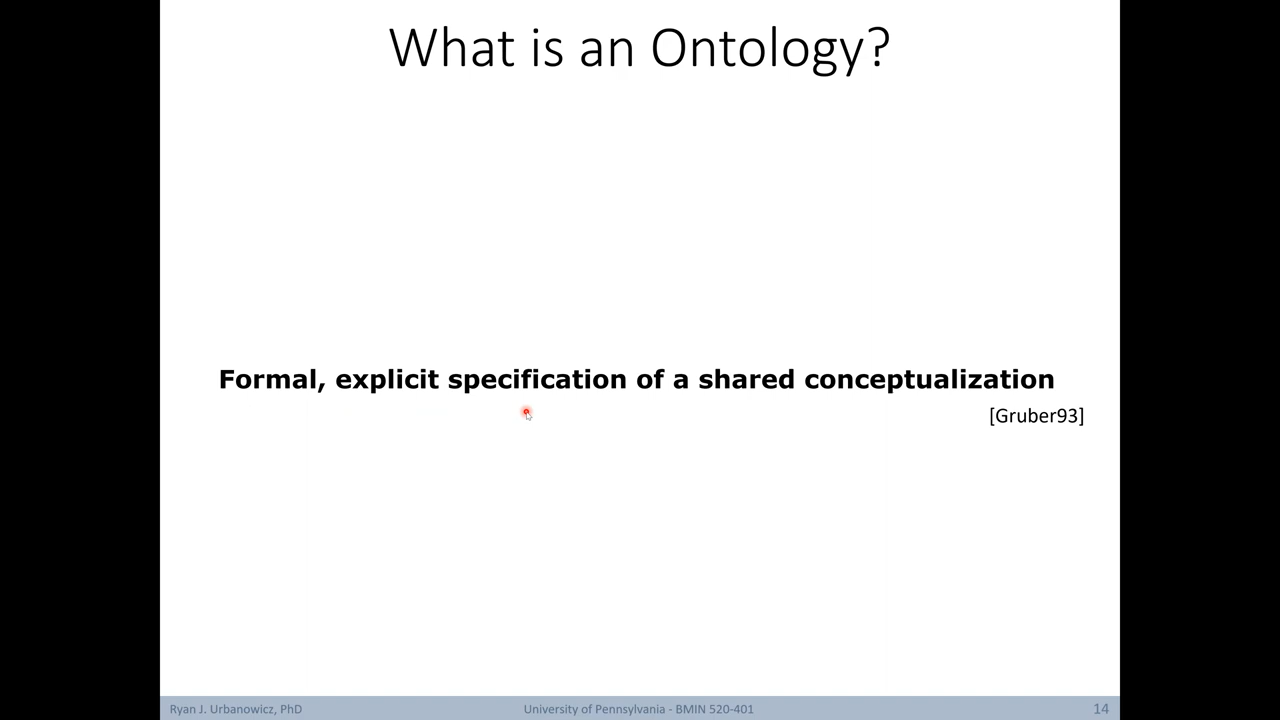 What is an Ontology?
Formal, explicit specification of a shared conceptualization
[Gruber93]
Ryan J. Urbanowicz, PhD
University of Pennsylvania - BMIN 520-401
14